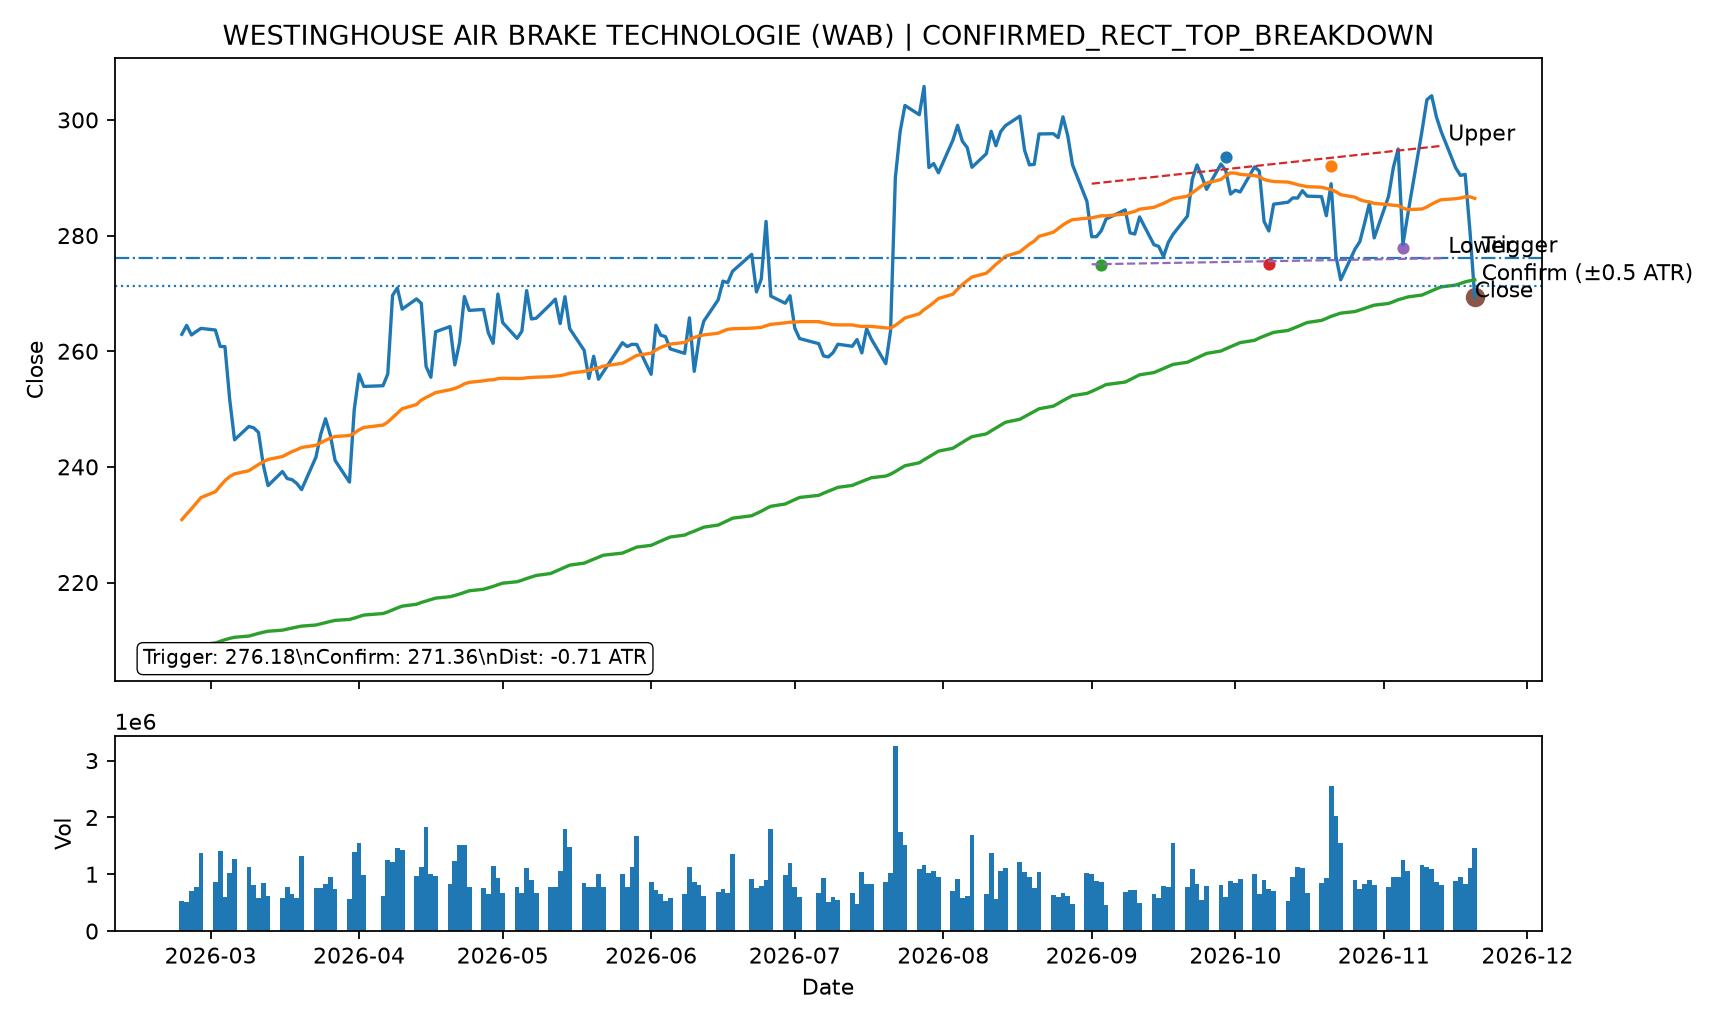 WESTINGHOUSE AIR BRAKE TECHNOLOGIE (WAB) | CONFIRMED_RECT_TOP_BREAKDOWN
Close
300
280
260
240
220
Upper
Lower
Trigger
Confirm (±0.5 ATR)
Close
Trigger: 276.18\nConfirm: 271.36\nDist: -0.71 ATR
1e6
Vol
3
2
1
0
2026-03 2026-04 2026-05 2026-06 2026-07 2026-08 2026-09 2026-10 2026-11 2026-12
Date